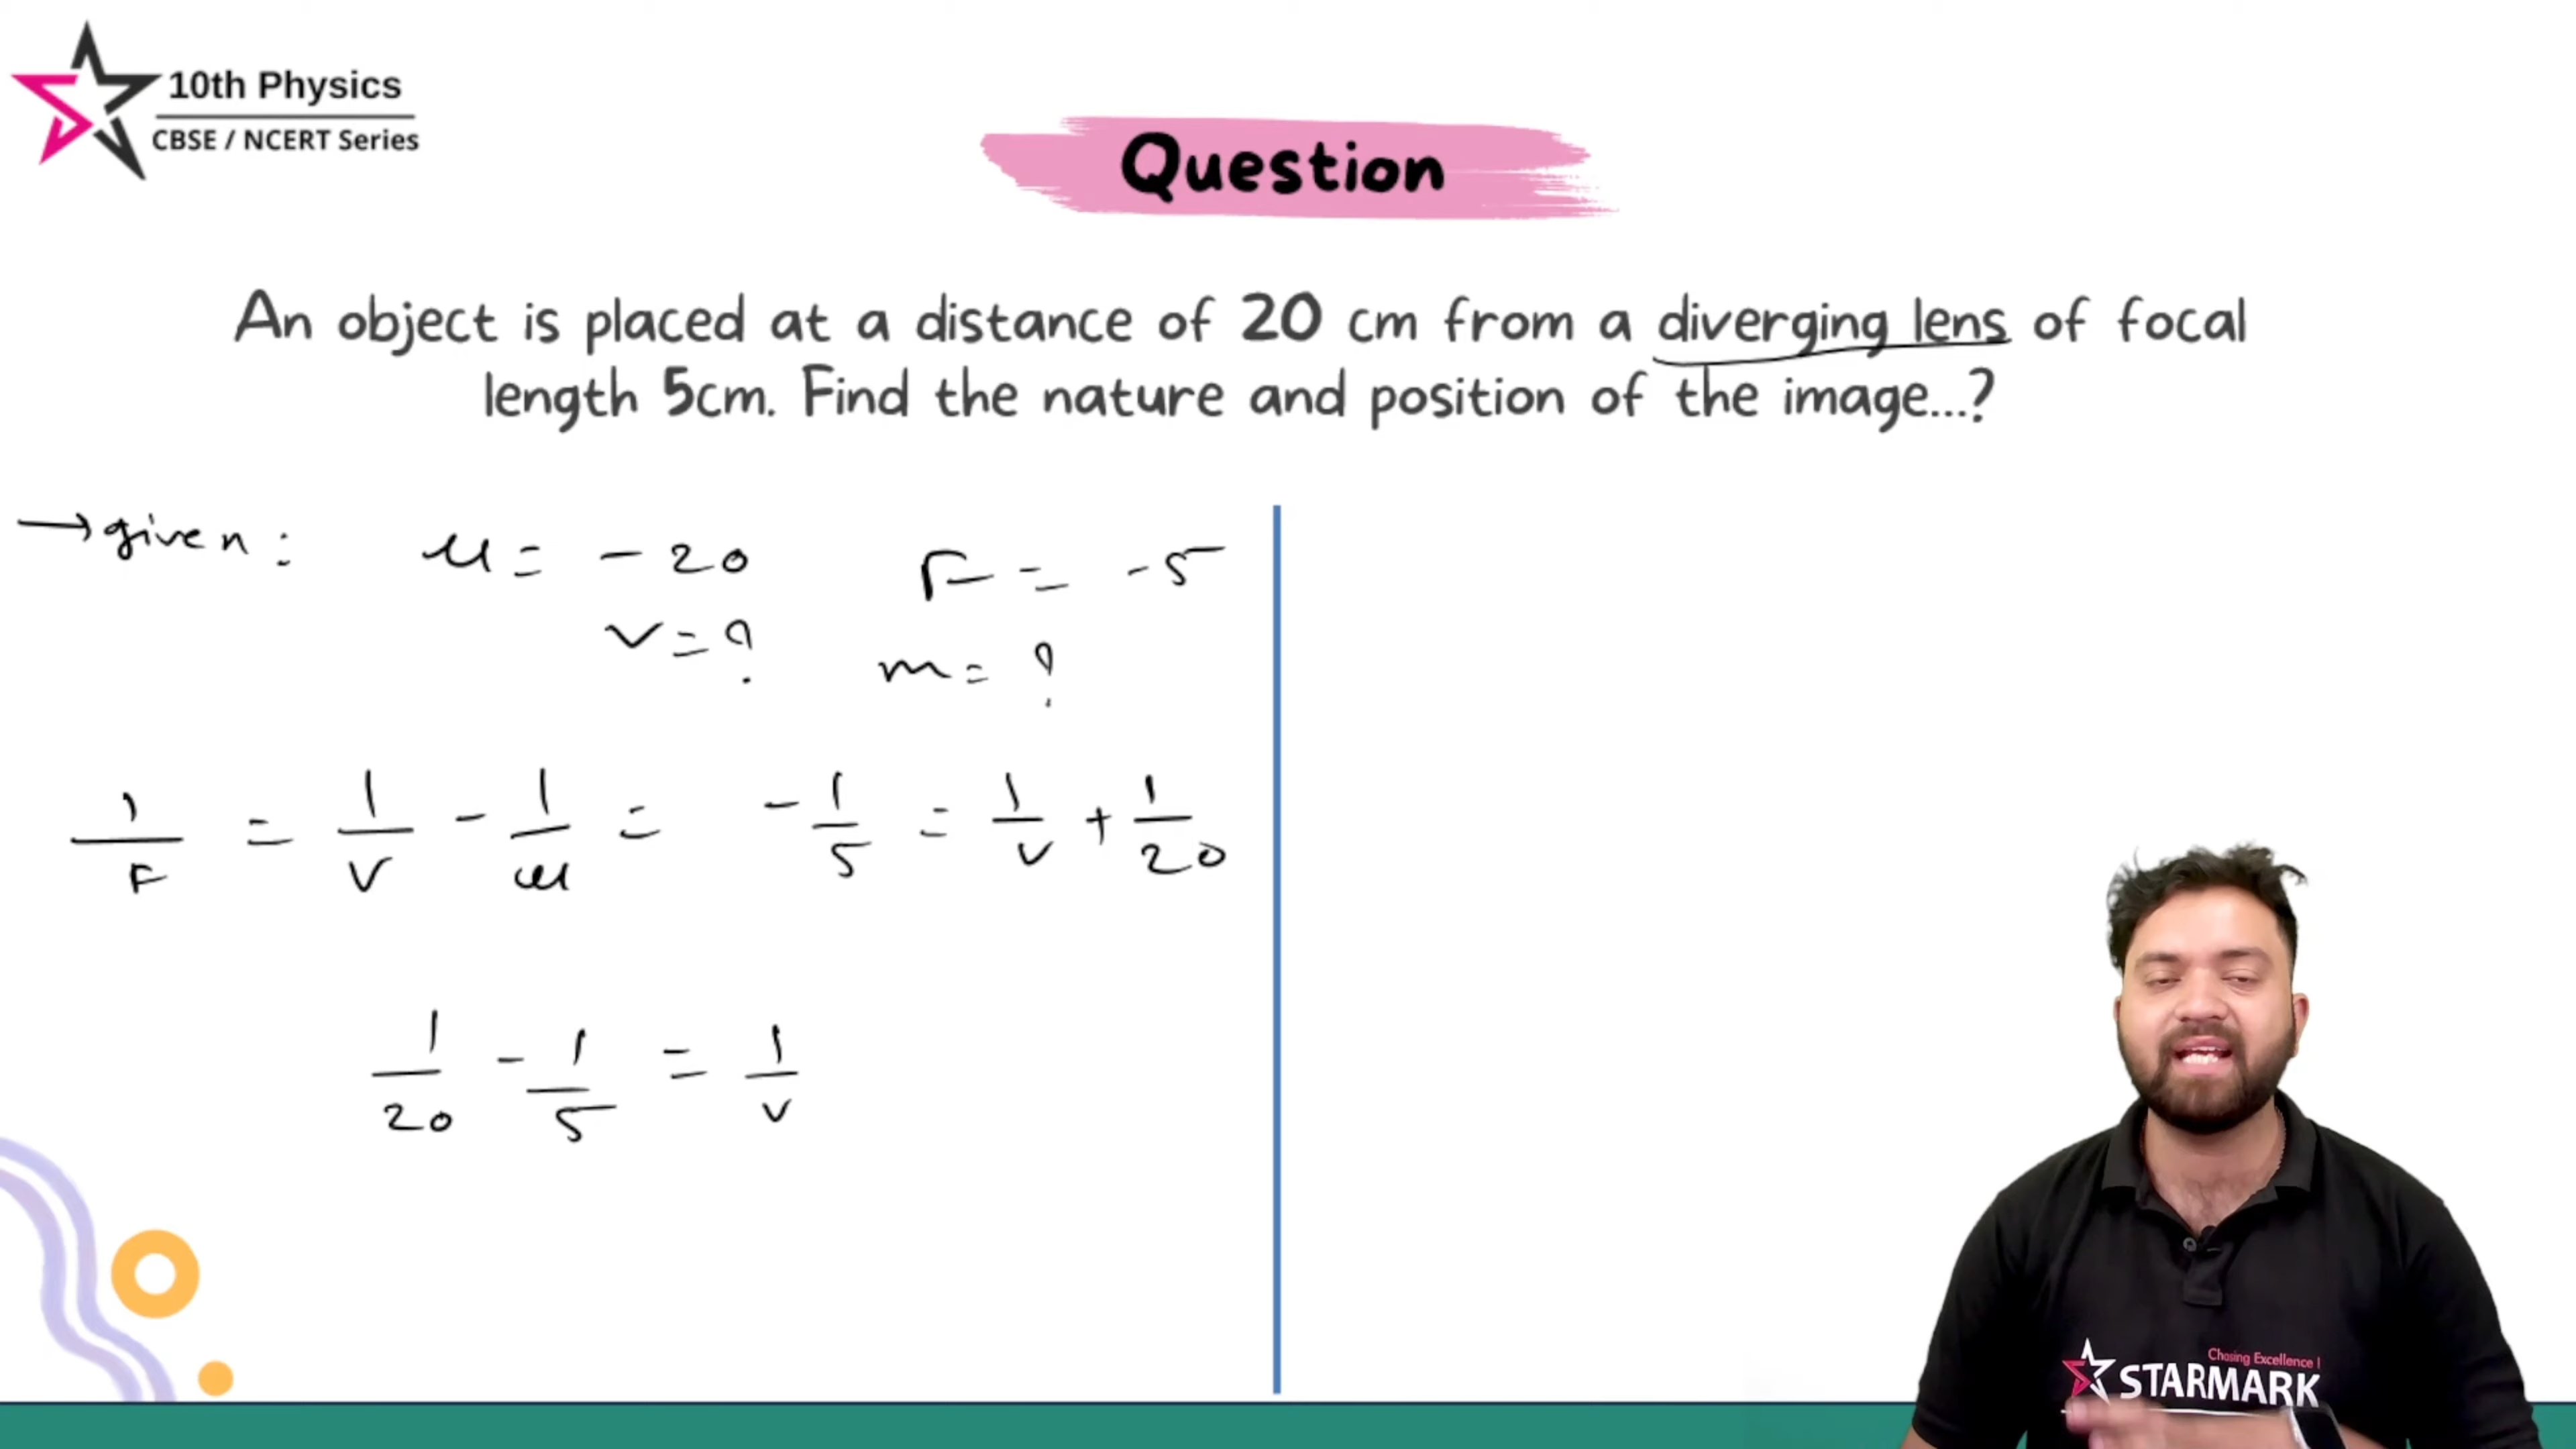 10th Physics
CBSE / NCERT Series
Question
An object is placed at a distance of 20 cm from a diverging lens of focal
length 5cm. Find the nature and position of the image...?
→ given : u = - 20 F = - 5
v = ? m = ?
1/F = 1/v - 1/u = - 1/5 = 1/v + 1/20
1/20 - 1/5 = 1/v
Chasing Excellence !
STARMARK